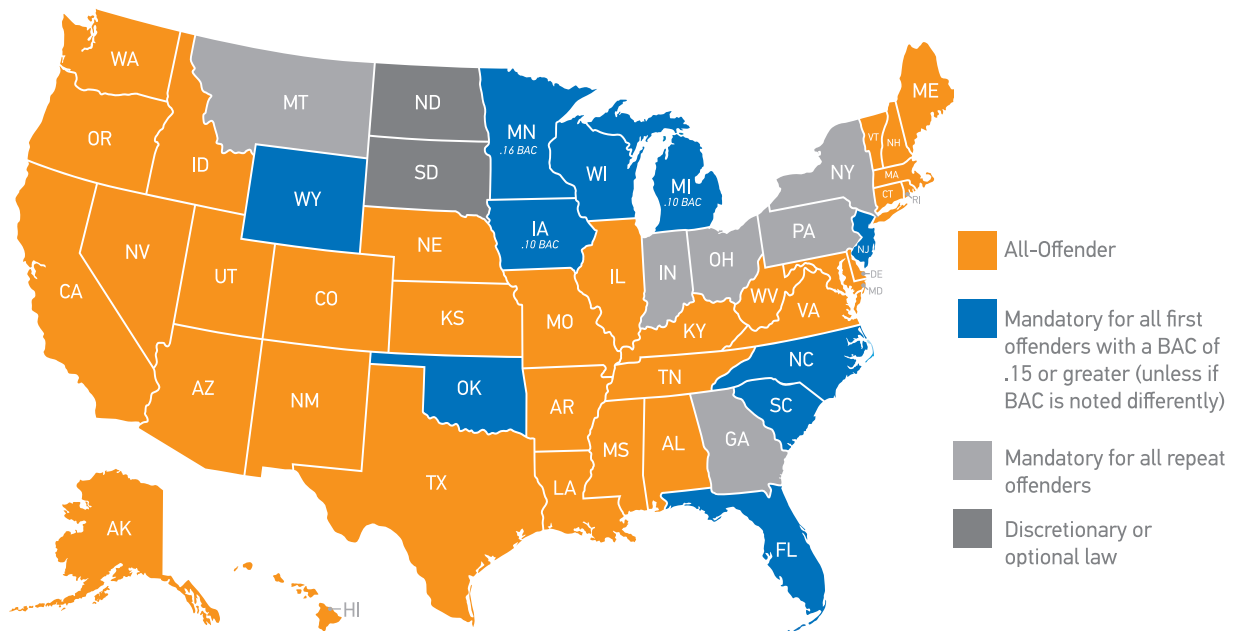 WA
OR
ID
MT
ND
SD
MN
.16 BAC
WI
MI
.10 BAC
NY
VT
NH
ME
MA
CT
RI
WY
NE
IA
.10 BAC
IL
IN
OH
PA
NJ
DE
MD
CA
NV
UT
CO
KS
MO
KY
WV
VA
AZ
NM
OK
AR
TN
NC
SC
TX
LA
MS
AL
GA
FL
AK
HI
All-Offender
Mandatory for all first
offenders with a BAC of
.15 or greater (unless if
BAC is noted differently)
Mandatory for all repeat
offenders
Discretionary or
optional law